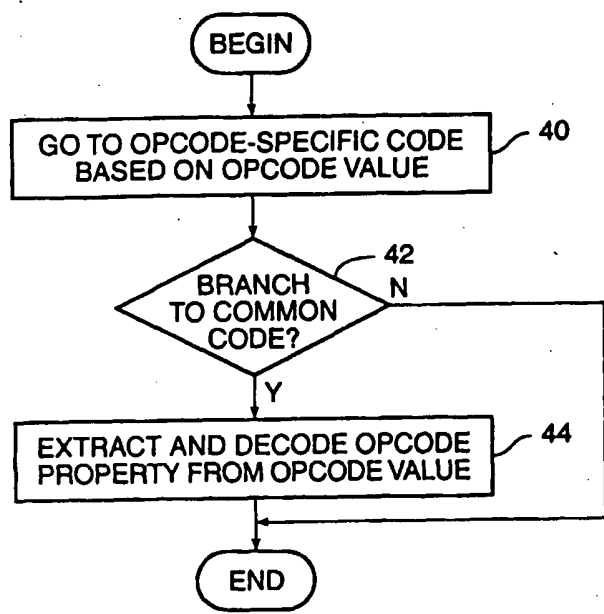 BEGIN
GO TO OPCODE-SPECIFIC CODE
BASED ON OPCODE VALUE
40
BRANCH
TO COMMON
CODE?
42
N
Y
EXTRACT AND DECODE OPCODE
PROPERTY FROM OPCODE VALUE
44
END